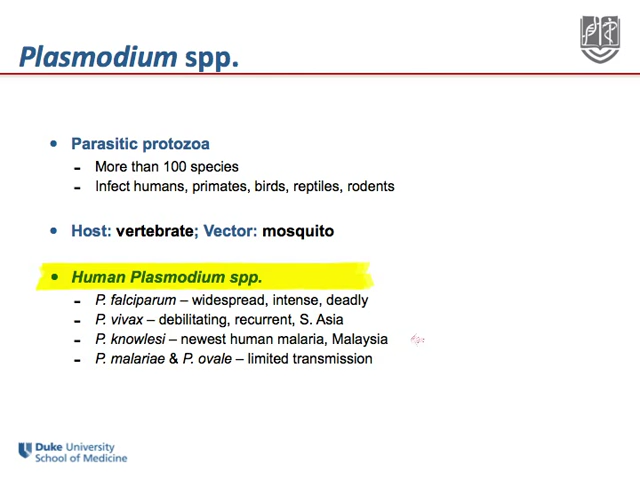 Plasmodium spp.
• Parasitic protozoa
- More than 100 species
- Infect humans, primates, birds, reptiles, rodents
• Host: vertebrate; Vector: mosquito
• Human Plasmodium spp.
- P. falciparum – widespread, intense, deadly
- P. vivax – debilitating, recurrent, S. Asia
- P. knowlesi – newest human malaria, Malaysia
- P. malariae & P. ovale – limited transmission
Duke University
School of Medicine